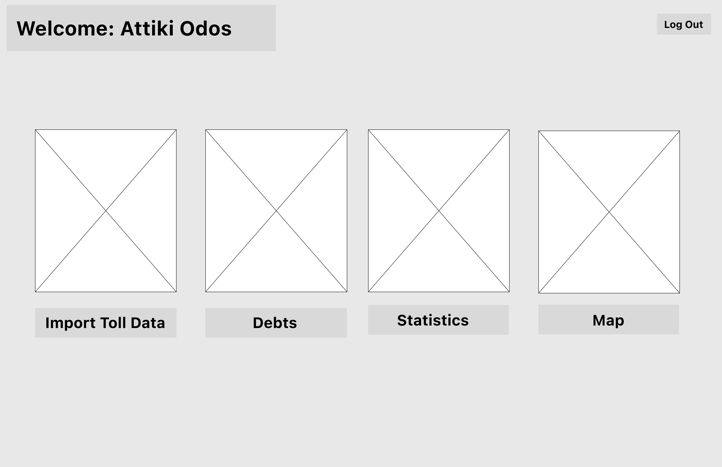 Welcome: Attiki Odos
Log Out
Import Toll Data
Debts
Statistics
Map